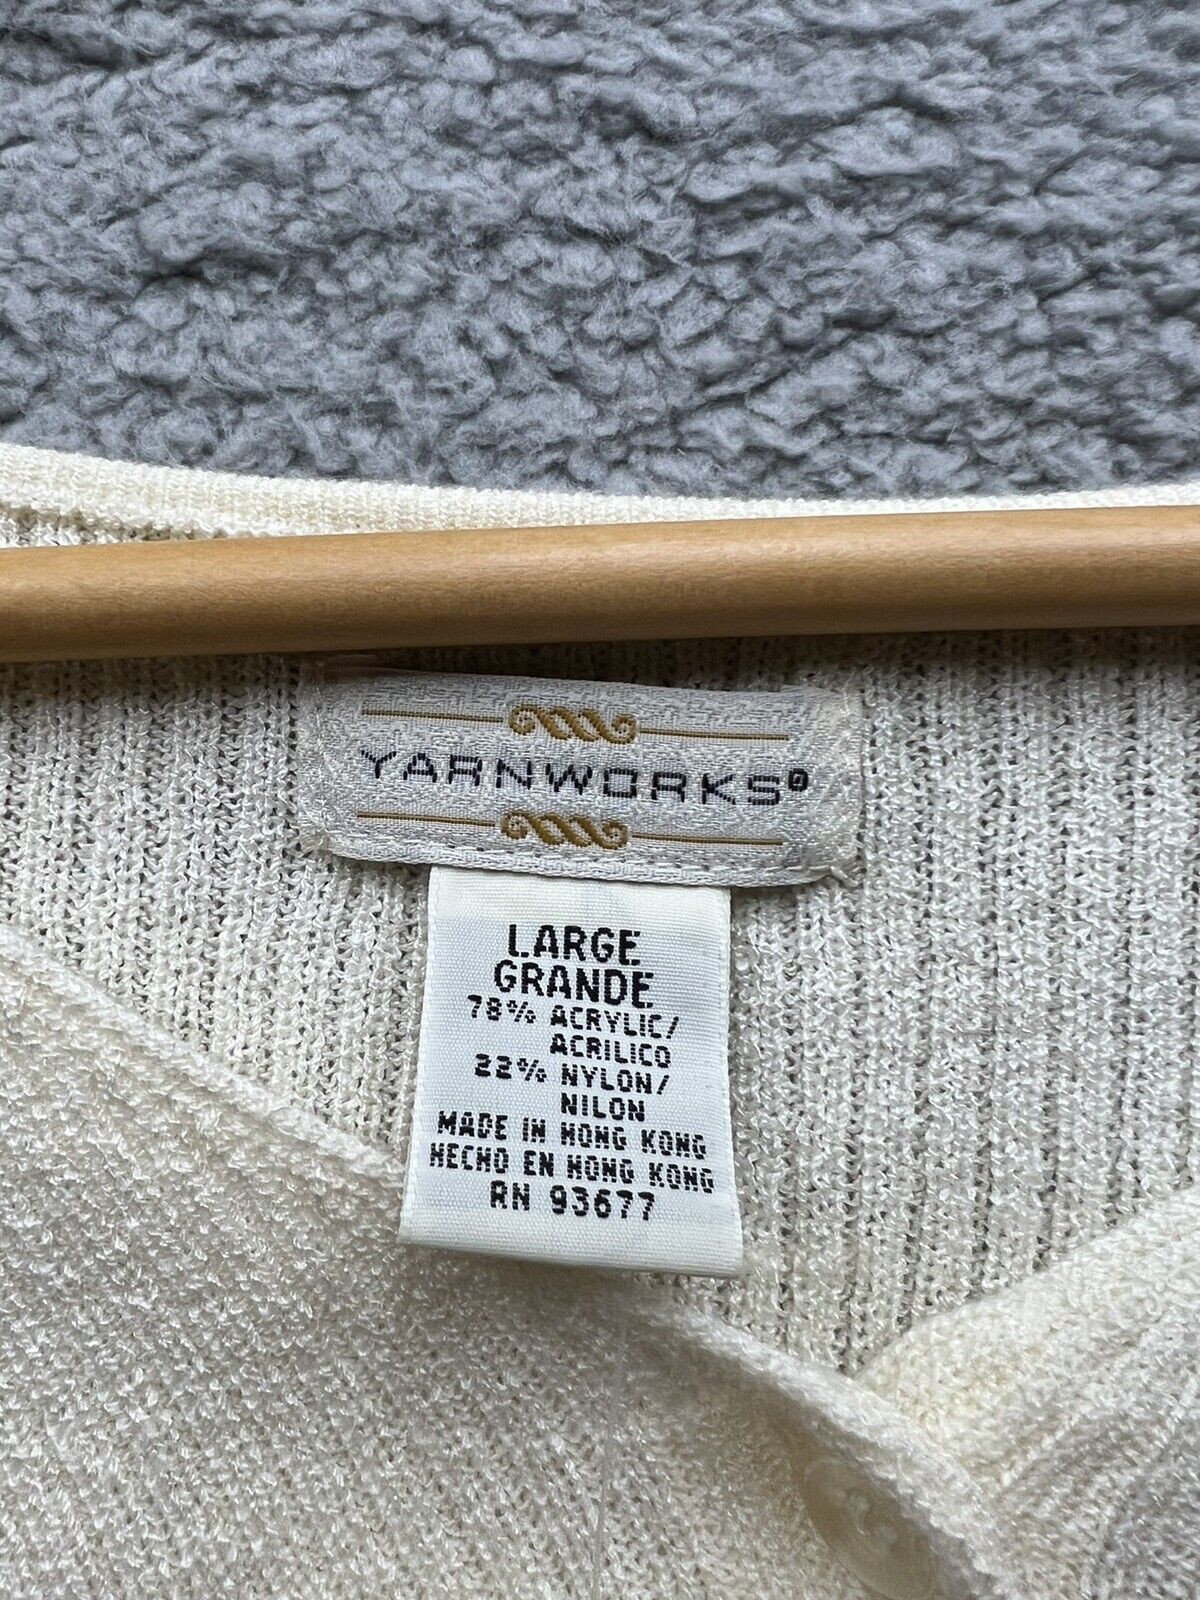 YARNWORKS®
LARGE
GRANDE
78% ACRYLIC/
ACRILICO
22% NYLON/
NILON
MADE IN HONG KONG
HECHO EN HONG KONG
RN 93677